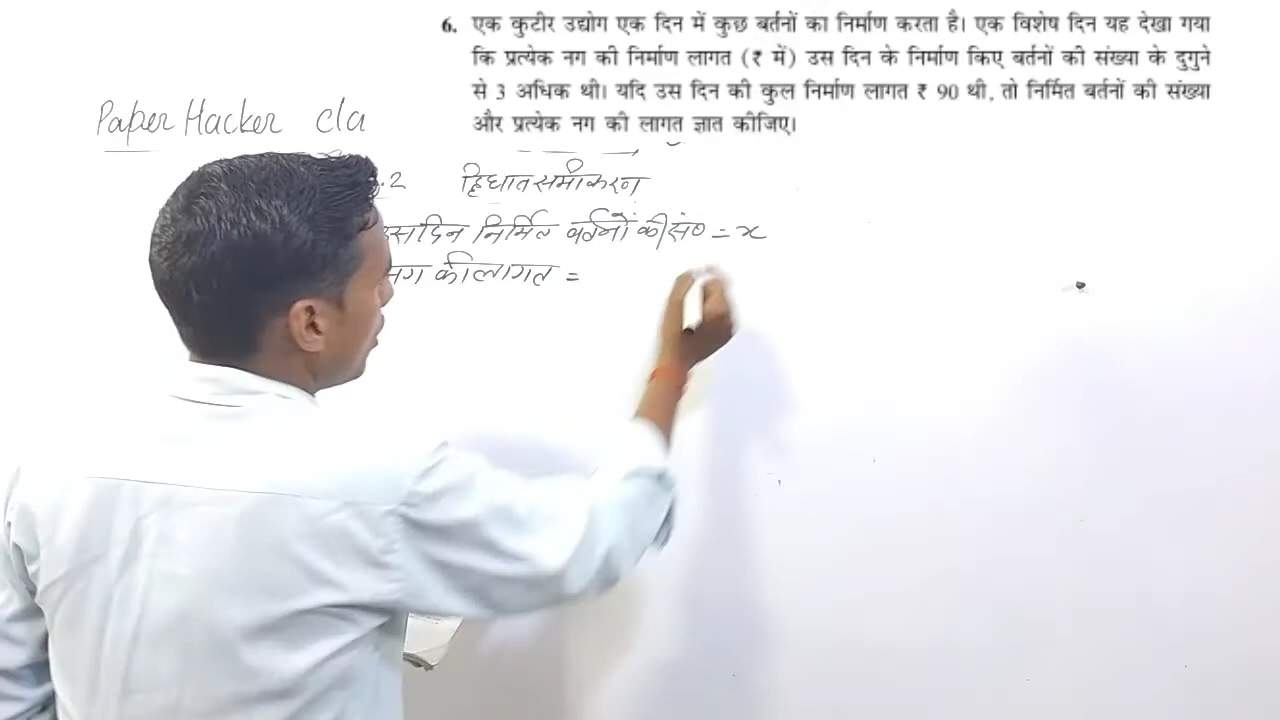 6. एक कुटीर उद्योग एक दिन में कुछ बर्तनों का निर्माण करता है। एक विशेष दिन यह देखा गया
कि प्रत्येक नग की निर्माण लागत (₹ में) उस दिन के निर्माण किए बर्तनों की संख्या के दुगुने
से 3 अधिक थी। यदि उस दिन की कुल निर्माण लागत ₹ 90 थी, तो निर्मित बर्तनों की संख्या
और प्रत्येक नग की लागत ज्ञात कीजिए।
Paper Hacker cla
.2 द्विघात समीकरण
उस दिन निर्मित बर्तनों की सं० = x
नग की लागत =